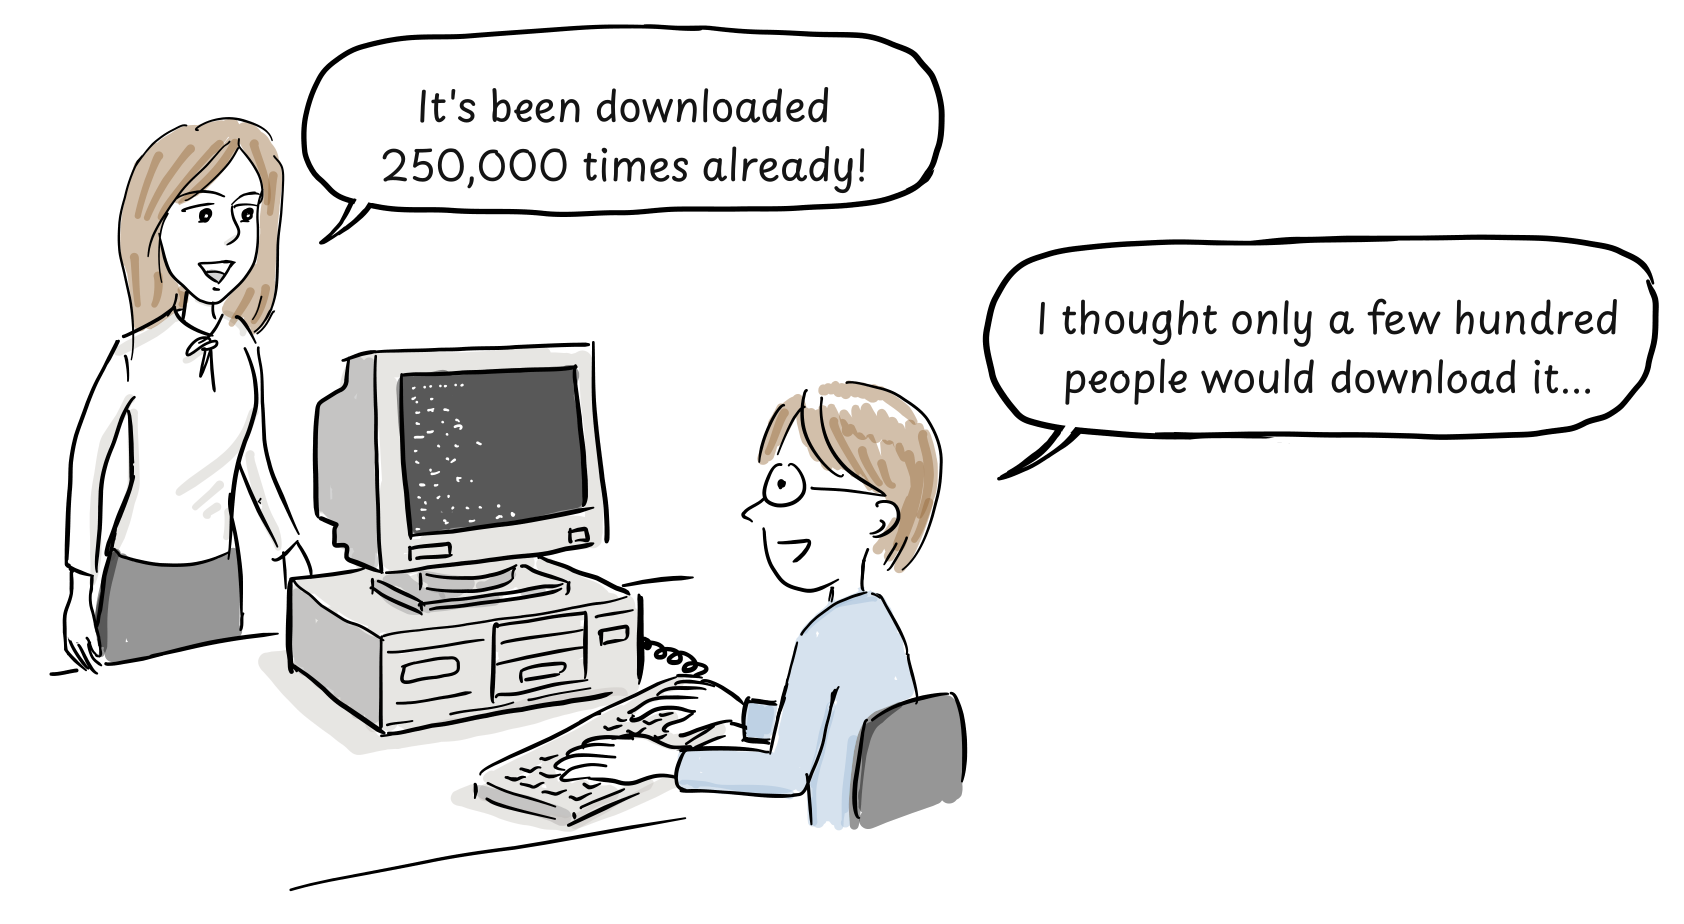 It's been downloaded
250,000 times already!
I thought only a few hundred
people would download it...